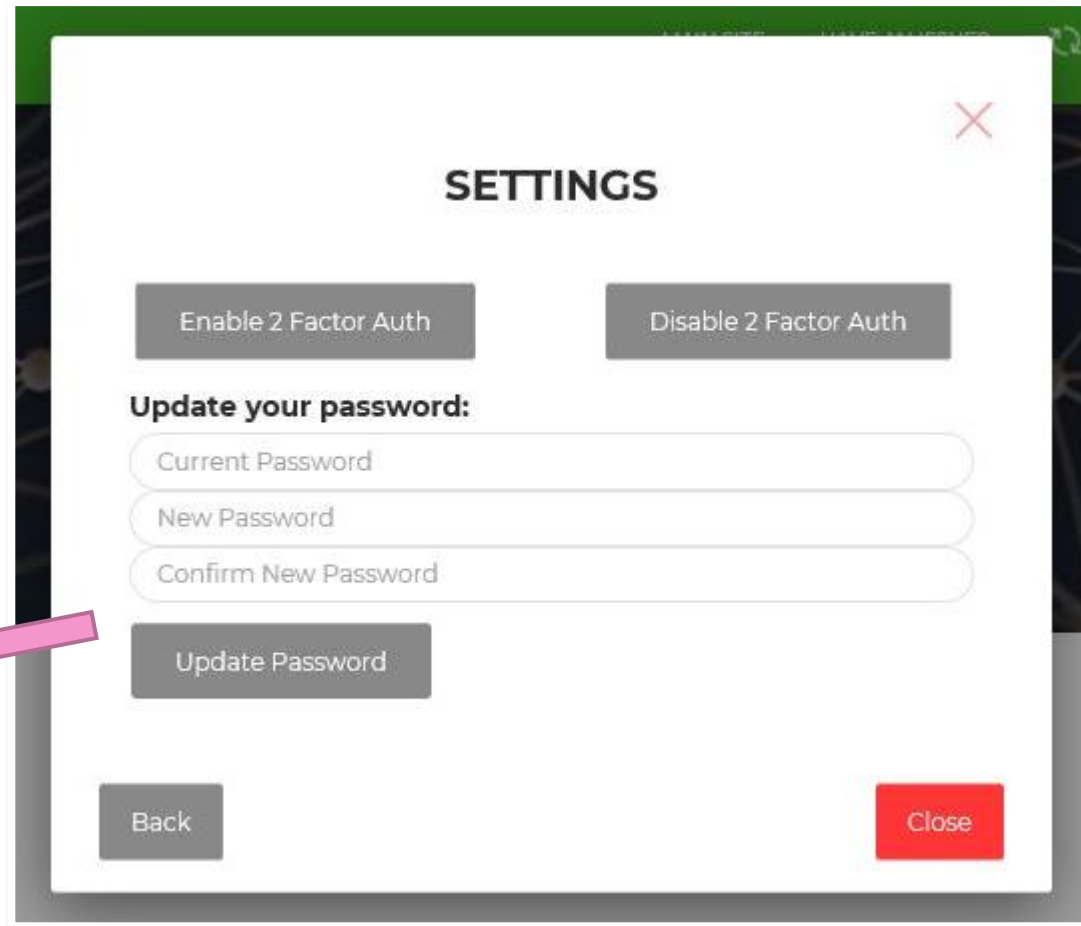 SETTINGS
Enable 2 Factor Auth Disable 2 Factor Auth
Update your password:
Current Password
New Password
Confirm New Password
Update Password
Back Close